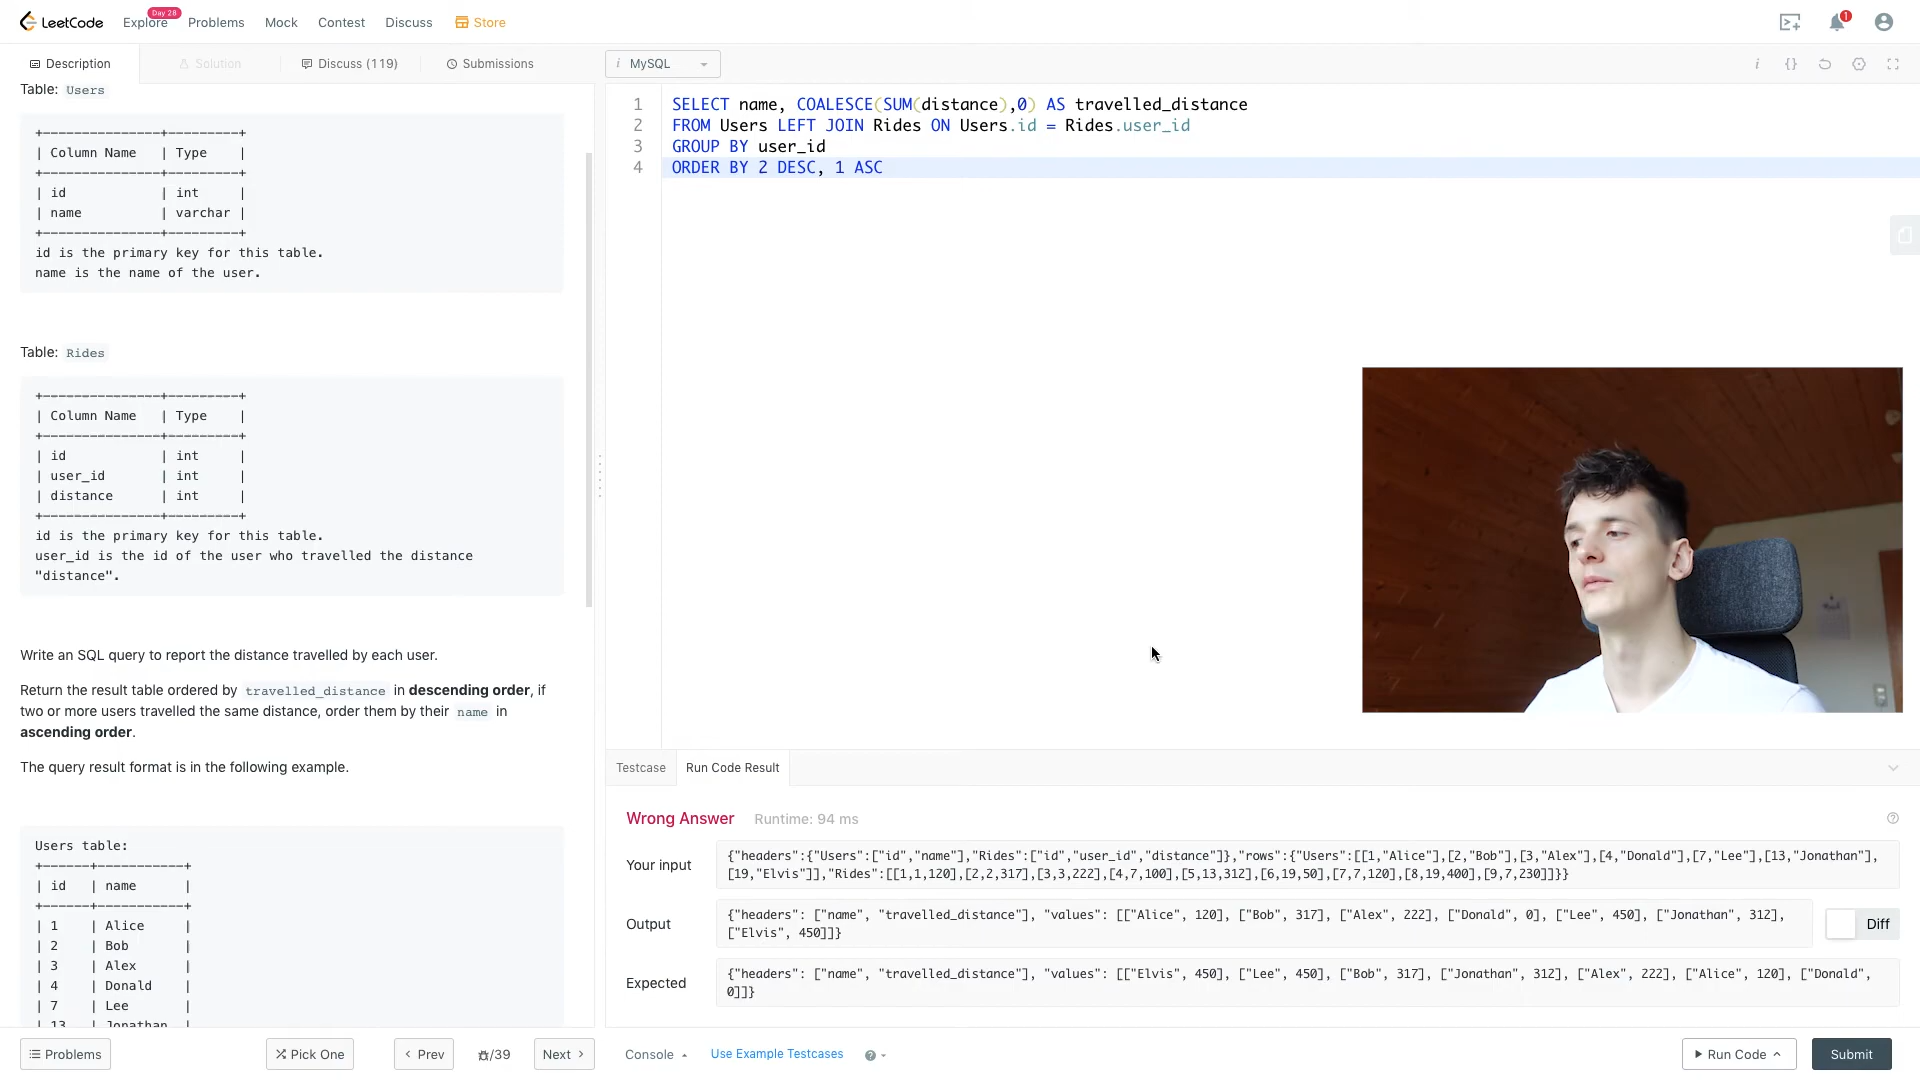 LeetCode
Explore
Day 28
Problems
Mock
Contest
Discuss
Store
1
Description
Solution
Discuss (119)
Submissions
i MySQL
i {}
Table: Users
+---------------+---------+
| Column Name   | Type    |
+---------------+---------+
| id            | int     |
| name          | varchar |
+---------------+---------+
id is the primary key for this table.
name is the name of the user.
Table: Rides
+---------------+---------+
| Column Name   | Type    |
+---------------+---------+
| id            | int     |
| user_id       | int     |
| distance      | int     |
+---------------+---------+
id is the primary key for this table.
user_id is the id of the user who travelled the distance
"distance".
Write an SQL query to report the distance travelled by each user.
Return the result table ordered by travelled_distance in descending order, if
two or more users travelled the same distance, order them by their name in
ascending order.
The query result format is in the following example.
Users table:
+------+-----------+
| id   | name      |
+------+-----------+
| 1    | Alice     |
| 2    | Bob       |
| 3    | Alex      |
| 4    | Donald    |
| 7    | Lee       |
| 13   | Jonathan  |
1 SELECT name, COALESCE(SUM(distance),0) AS travelled_distance
2 FROM Users LEFT JOIN Rides ON Users.id = Rides.user_id
3 GROUP BY user_id
4 ORDER BY 2 DESC, 1 ASC
Testcase
Run Code Result
Wrong Answer
Runtime: 94 ms
Your input
{"headers":{"Users":["id","name"],"Rides":["id","user_id","distance"]},"rows":{"Users":[[1,"Alice"],[2,"Bob"],[3,"Alex"],[4,"Donald"],[7,"Lee"],[13,"Jonathan"],
[19,"Elvis"]],"Rides":[[1,1,120],[2,2,317],[3,3,222],[4,7,100],[5,13,312],[6,19,50],[7,7,120],[8,19,400],[9,7,230]]}}
Output
{"headers": ["name", "travelled_distance"], "values": [["Alice", 120], ["Bob", 317], ["Alex", 222], ["Donald", 0], ["Lee", 450], ["Jonathan", 312],
["Elvis", 450]]}
Diff
Expected
{"headers": ["name", "travelled_distance"], "values": [["Elvis", 450], ["Lee", 450], ["Bob", 317], ["Jonathan", 312], ["Alex", 222], ["Alice", 120], ["Donald",
0]]}
Problems
Pick One
Prev
/39
Next
Console
Use Example Testcases
Run Code
Submit